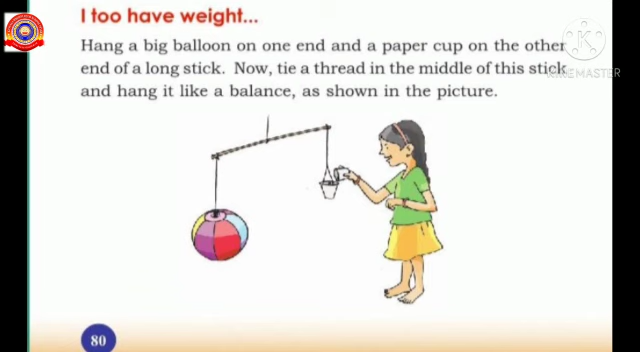 I too have weight...
Hang a big balloon on one end and a paper cup on the other
end of a long stick. Now, tie a thread in the middle of this stick
and hang it like a balance, as shown in the picture.
KINEMASTER
80